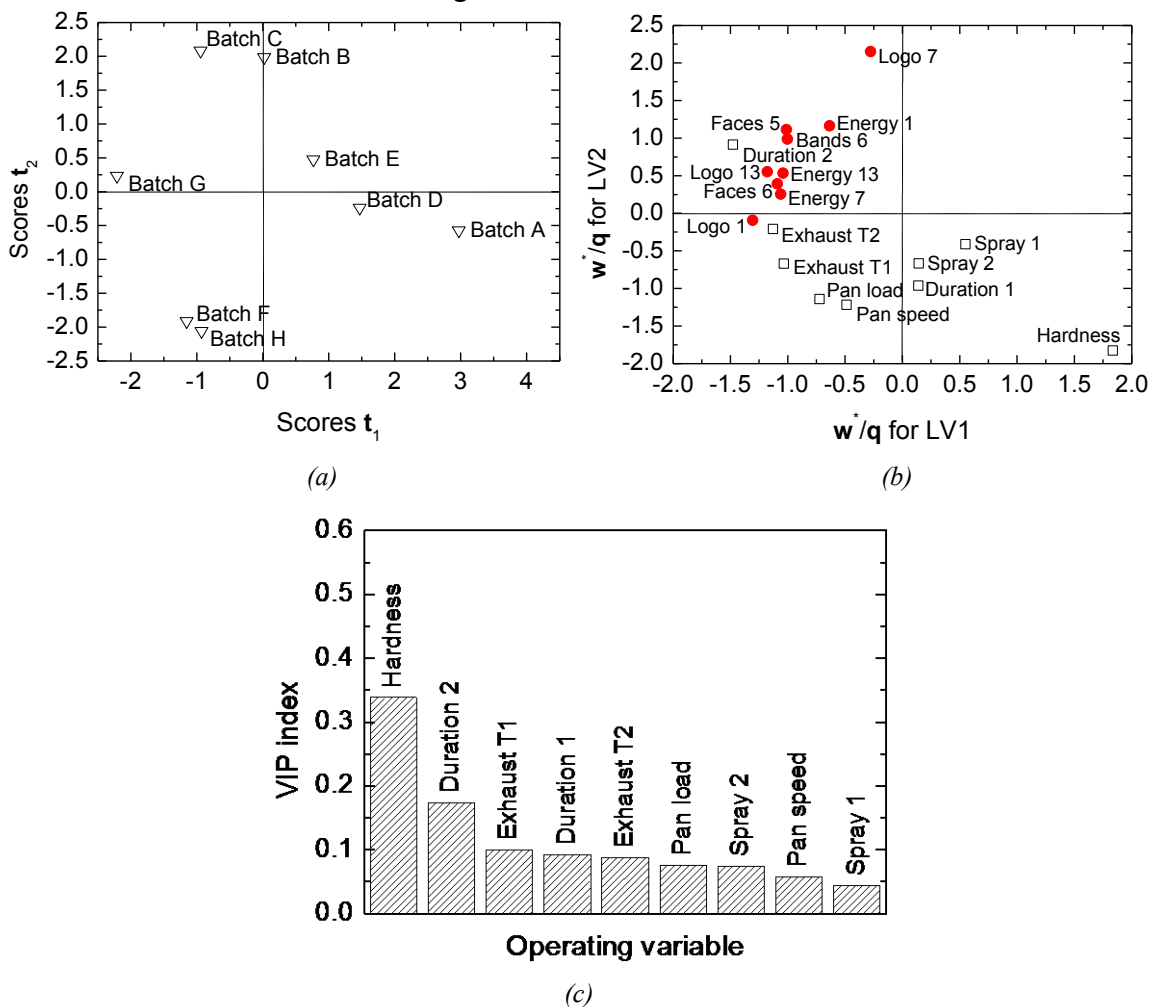 2.5
2.0
1.5
1.0
0.5
0.0
-0.5
-1.0
-1.5
-2.0
-2.5
-2
-1
0
1
2
3
4
Scores t2
Scores t1
Batch C
Batch B
Batch E
Batch G
Batch D
Batch A
Batch F
Batch H
(a)
2.5
2.0
1.5
1.0
0.5
0.0
-0.5
-1.0
-1.5
-2.0
-2.0
-1.5
-1.0
-0.5
0.0
0.5
1.0
1.5
2.0
w*/q for LV2
w*/q for LV1
Logo 7
Faces 5
Energy 1
Bands 6
Duration 2
Logo 13
Energy 13
Faces 6
Energy 7
Logo 1
Exhaust T2
Spray 1
Exhaust T1
Spray 2
Pan load
Duration 1
Pan speed
Hardness
(b)
0.6
0.5
0.4
0.3
0.2
0.1
0.0
VIP index
Hardness
Duration 2
Exhaust T1
Duration 1
Exhaust T2
Pan load
Spray 2
Pan speed
Spray 1
Operating variable
(c)